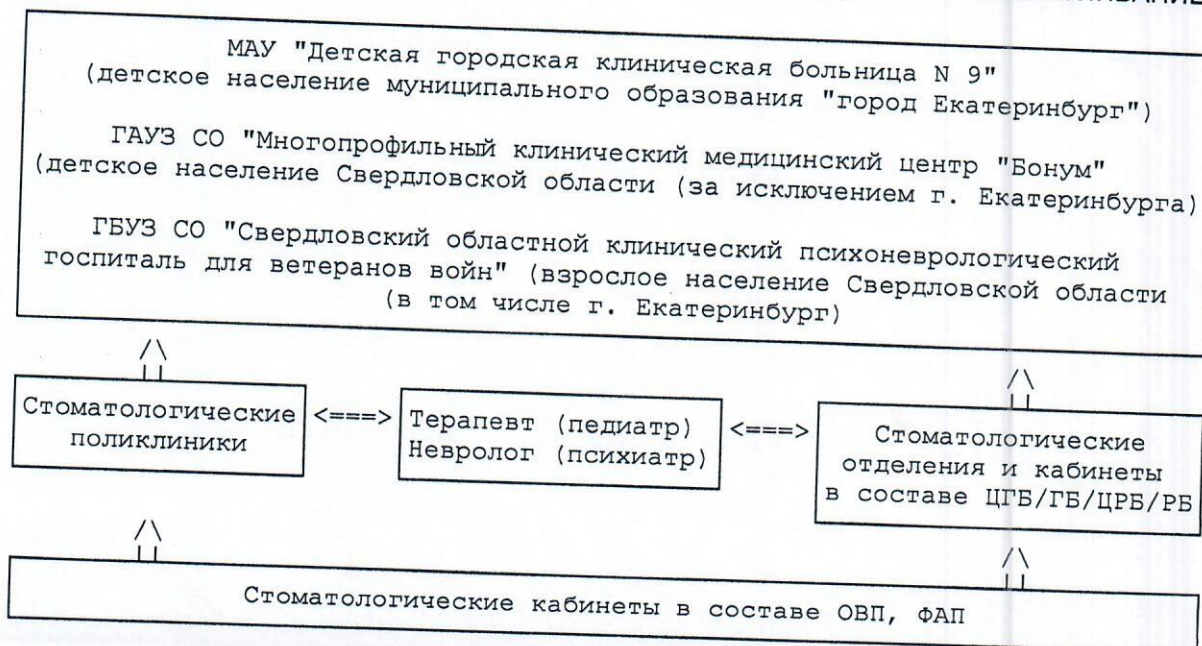 МАУ "Детская городская клиническая больница N 9"
(детское население муниципального образования "город Екатеринбург")
ГАУЗ СО "Многопрофильный клинический медицинский центр "Бонум"
(детское население Свердловской области (за исключением г. Екатеринбурга)
ГБУЗ СО "Свердловский областной клинический психоневрологический
госпиталь для ветеранов войн" (взрослое население Свердловской области
(в том числе г. Екатеринбург)
Стоматологические
поликлиники
<===>
Терапевт (педиатр)
Невролог (психиатр)
<===>
Стоматологические
отделения и кабинеты
в составе ЦГБ/ГБ/ЦРБ/РБ
Стоматологические кабинеты в составе ОВП, ФАП